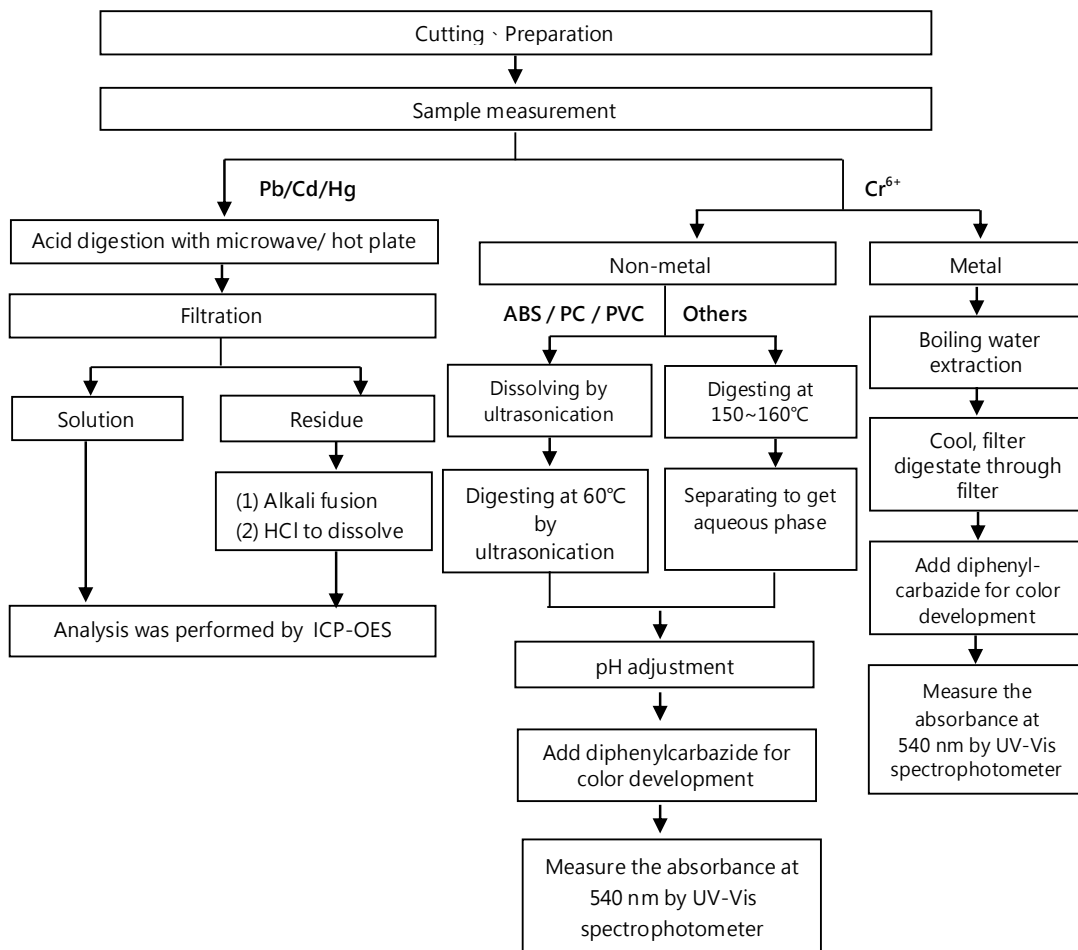 Cutting、Preparation
Sample measurement
Pb/Cd/Hg
Cr⁶⁺
Acid digestion with microwave/ hot plate
Filtration
Solution
Residue
(1) Alkali fusion
(2) HCl to dissolve
Analysis was performed by ICP-OES
Non-metal
ABS / PC / PVC
Others
Dissolving by
ultrasonication
Digesting at 60℃
by
ultrasonication
Digesting at
150~160℃
Separating to get
aqueous phase
pH adjustment
Add diphenylcarbazide for
color development
Measure the absorbance at
540 nm by UV-Vis
spectrophotometer
Metal
Boiling water
extraction
Cool, filter
digestate through
filter
Add diphenyl-
carbazide for color
development
Measure the
absorbance at
540 nm by UV-Vis
spectrophotometer